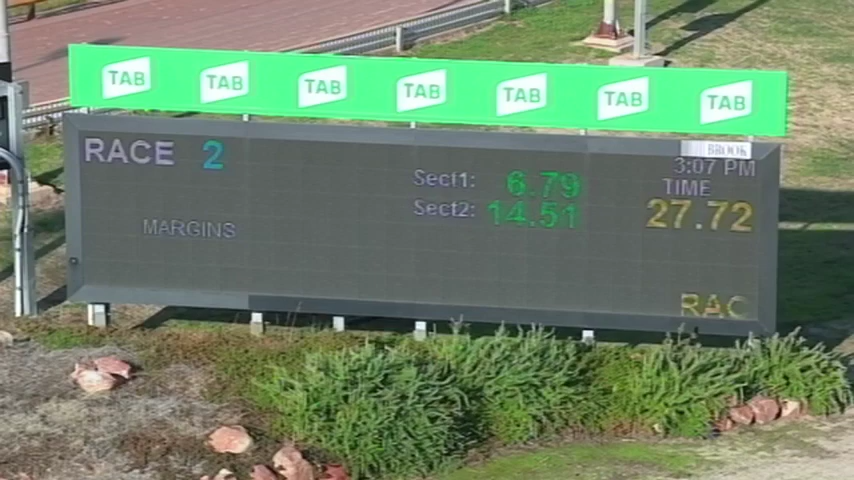 TAB TAB TAB TAB TAB TAB TAB
RACE 2
3:07 PM
Sect1: 6.79
TIME
Sect2: 14.51
27.72
MARGINS
RAC